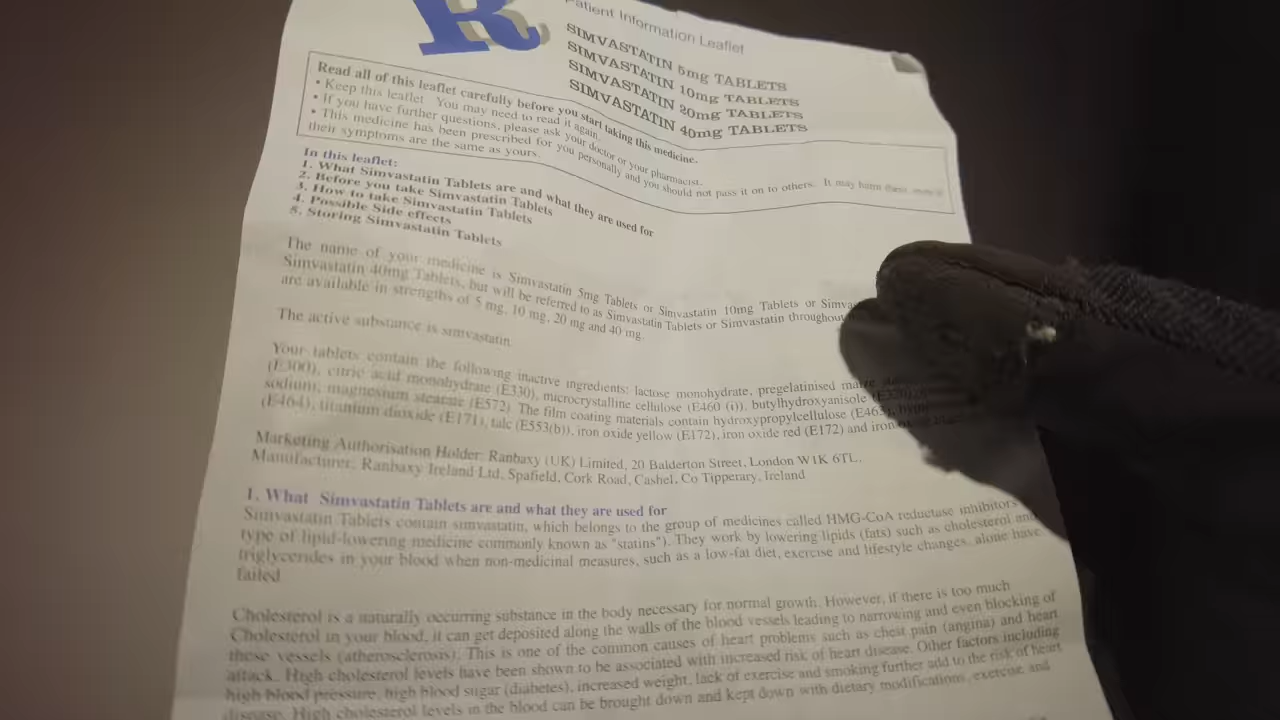 R
Patient Information Leaflet
SIMVASTATIN 5mg TABLETS
SIMVASTATIN 10mg TABLETS
SIMVASTATIN 20mg TABLETS
SIMVASTATIN 40mg TABLETS
Read all of this leaflet carefully before you start taking this medicine.
• Keep this leaflet. You may need to read it again.
• If you have further questions, please ask your doctor or your pharmacist.
• This medicine has been prescribed for you personally and you should not pass it on to others. It may harm them, even if
their symptoms are the same as yours.
In this leaflet:
1. What Simvastatin Tablets are and what they are used for
2. Before you take Simvastatin Tablets
3. How to take Simvastatin Tablets
4. Possible Side effects
5. Storing Simvastatin Tablets
The name of your medicine is Simvastatin 5mg Tablets or Simvastatin 10mg Tablets or
Simvastatin 40mg Tablets, but will be referred to as Simvastatin Tablets or Simvastatin throughout
are available in strengths of 5 mg, 10 mg, 20 mg and 40 mg.
The active substance is simvastatin
Your tablets contain the following inactive ingredients: lactose monohydrate, pregelatinised
(E300), citric acid monohydrate (E330), microcrystalline cellulose (E460 (i)), butylhydroxyanisole
sodium, magnesium stearate (E572). The film coating materials contain hydroxypropylcellulose (E463),
(E464), titanium dioxide (E171), talc (E553(b)), iron oxide yellow (E172), iron oxide red (E172) and iron
Marketing Authorisation Holder: Ranbaxy (UK) Limited, 20 Balderton Street, London W1K 6TL.
Manufacturer: Ranbaxy Ireland Ltd, Spafield, Cork Road, Cashel, Co Tipperary, Ireland
1. What Simvastatin Tablets are and what they are used for
Simvastatin Tablets contain simvastatin, which belongs to the group of medicines called HMG-CoA reductase inhibitors
type of lipid-lowering medicine commonly known as "statins"). They work by lowering lipids (fats) such as cholesterol and
triglycerides in your blood when non-medicinal measures, such as a low-fat diet, exercise and lifestyle changes, alone have
failed
Cholesterol is a naturally occurring substance in the body necessary for normal growth. However, if there is too much
Cholesterol in your blood, it can get deposited along the walls of the blood vessels leading to narrowing and even blocking of
these vessels (atherosclerosis). This is one of the common causes of heart problems such as chest pain (angina) and heart
attack. High cholesterol levels have been shown to be associated with increased risk of heart disease. Other factors including
high blood pressure, high blood sugar (diabetes), increased weight, lack of exercise and smoking further add to the risk of heart
disease. High cholesterol levels in the blood can be brought down and kept down with dietary modifications, exercise, and